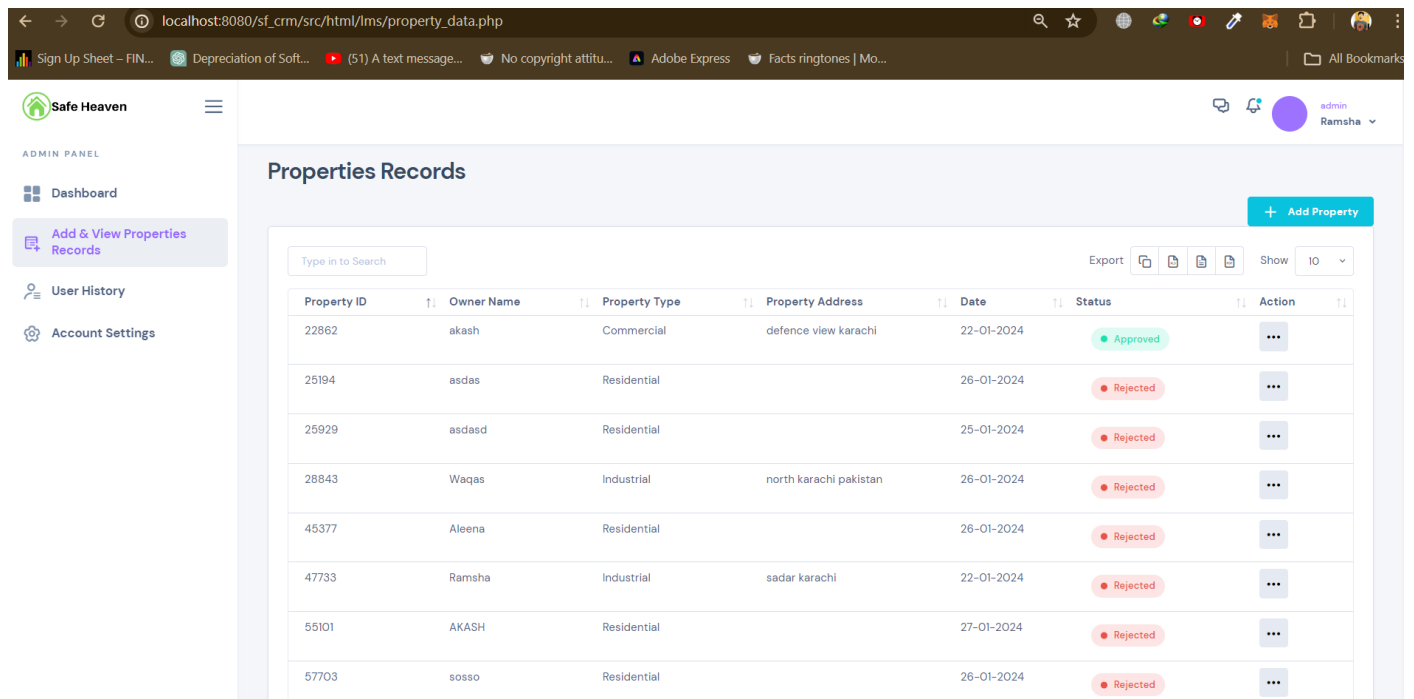 localhost:8080/sf_crm/src/html/lms/property_data.php
Sign Up Sheet – FIN... Depreciation of Soft... (51) A text message... No copyright attitu... Adobe Express Facts ringtones | Mo... All Bookmarks
Safe Heaven
admin
Ramsha
ADMIN PANEL
Dashboard
Add & View Properties
Records
User History
Account Settings
Properties Records
+ Add Property
Type in to Search Export Show 10
Property ID Owner Name Property Type Property Address Date Status Action
22862 akash Commercial defence view karachi 22-01-2024 Approved
25194 asdas Residential 26-01-2024 Rejected
25929 asdasd Residential 25-01-2024 Rejected
28843 Waqas Industrial north karachi pakistan 26-01-2024 Rejected
45377 Aleena Residential 26-01-2024 Rejected
47733 Ramsha Industrial sadar karachi 22-01-2024 Rejected
55101 AKASH Residential 27-01-2024 Rejected
57703 sosso Residential 26-01-2024 Rejected